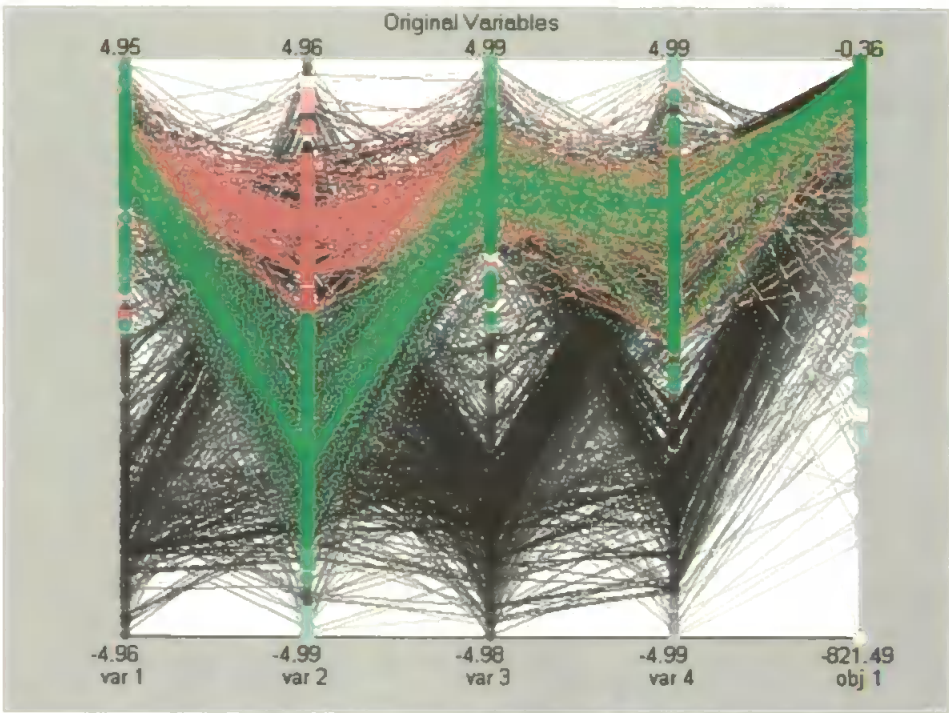 Original Variables
4.95 4.96 4.99 4.99 -0.36
-4.96 -4.99 -4.98 -4.99 -821.49
var 1 var 2 var 3 var 4 obj 1